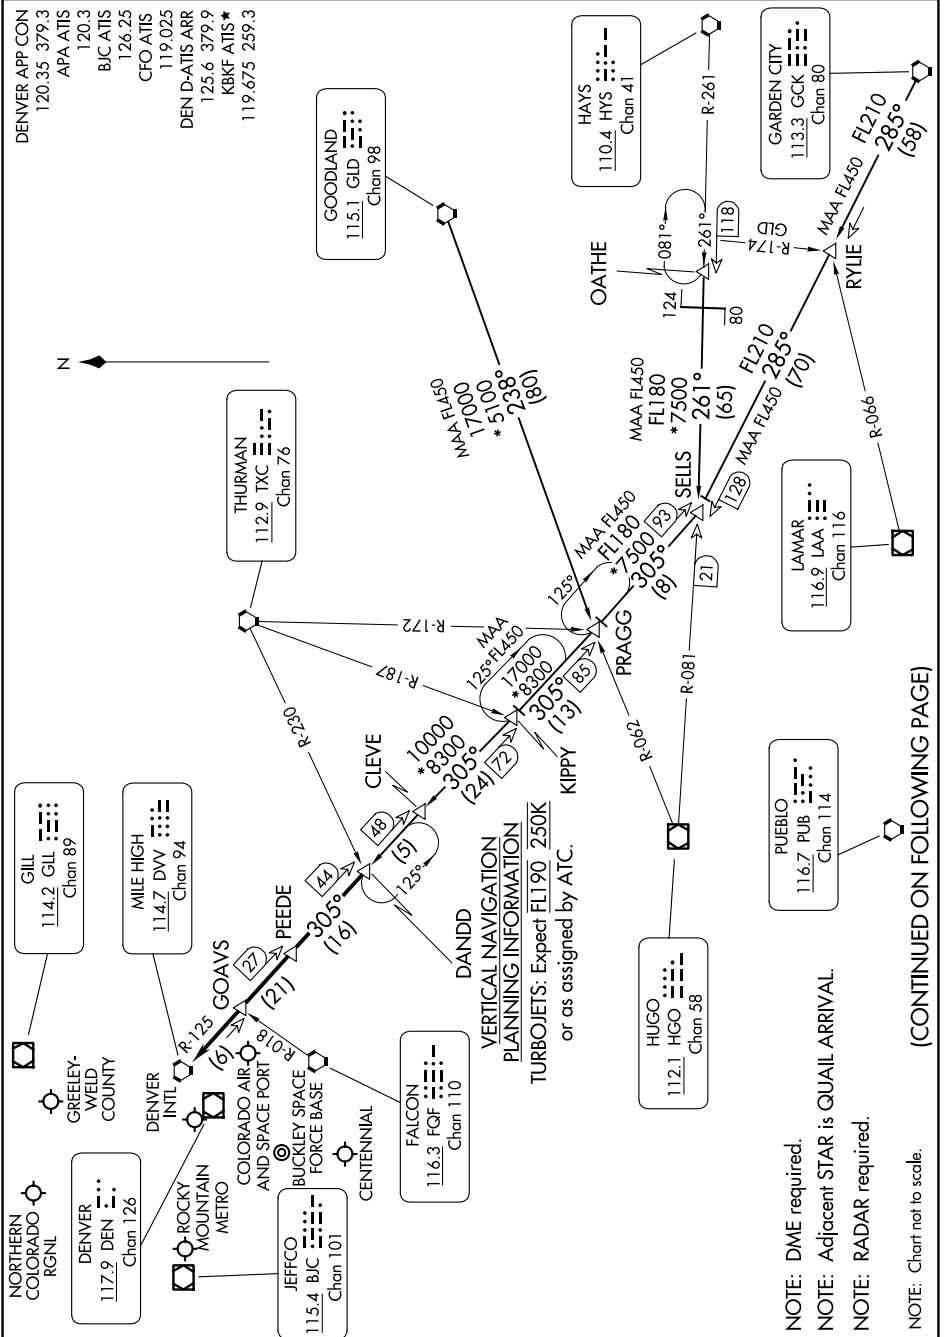 DENVER APP CON
120.35 379.3
APA ATIS
120.3
BJC ATIS
126.25
CFO ATIS
119.025
DEN D-ATIS ARR
125.6 379.9
KBKF ATIS★
119.675 259.3
N
GOODLAND
115.1 GLD
Chan 98
HAYS
110.4 HYS
Chan 41
R-261
GARDEN CITY
113.3 GCK
Chan 80
FL210
285°
(58)
MAA FL450
RYLIE
R-174
GLD
OATHE
081°
261°
118
124
80
MAA FL450
FL180
*7500
261°
(65)
FL210
285°
(70)
MAA FL450
R-066
LAMAR
116.9 LAA
Chan 116
THURMAN
112.9 TXC
Chan 76
R-172
R-187
R-230
MAA FL450
17000
*5100
238°
(80)
SELLS
128
93
MAA FL450
FL180
*7500
305°
(8)
125°
21
PRAGG
MAA
FL450
125°
17000
*8300
305°
(13)
85
R-081
R-062
KIPPY
72
10000
*8300
305°
(24)
CLEVE
48
(5)
125°
DANDD
44
305°
(16)
PEEDE
27
(21)
GOAVS
R-125
(6)
R-018
GILL
114.2 GLL
Chan 89
MILE HIGH
114.7 DVV
Chan 94
VERTICAL NAVIGATION
PLANNING INFORMATION
TURBOJETS: Expect FL190 250K
or as assigned by ATC.
HUGO
112.1 HGO
Chan 58
PUEBLO
116.7 PUB
Chan 114
FALCON
116.3 FQF
Chan 110
GREELEY-
WELD
COUNTY
DENVER
INTL
COLORADO AIR
AND SPACE PORT
BUCKLEY SPACE
FORCE BASE
CENTENNIAL
NORTHERN
COLORADO
RGNL
DENVER
117.9 DEN
Chan 126
ROCKY
MOUNTAIN
METRO
JEFFCO
115.4 BJC
Chan 101
NOTE: DME required.
NOTE: Adjacent STAR is QUAIL ARRIVAL.
NOTE: RADAR required.
NOTE: Chart not to scale.
(CONTINUED ON FOLLOWING PAGE)